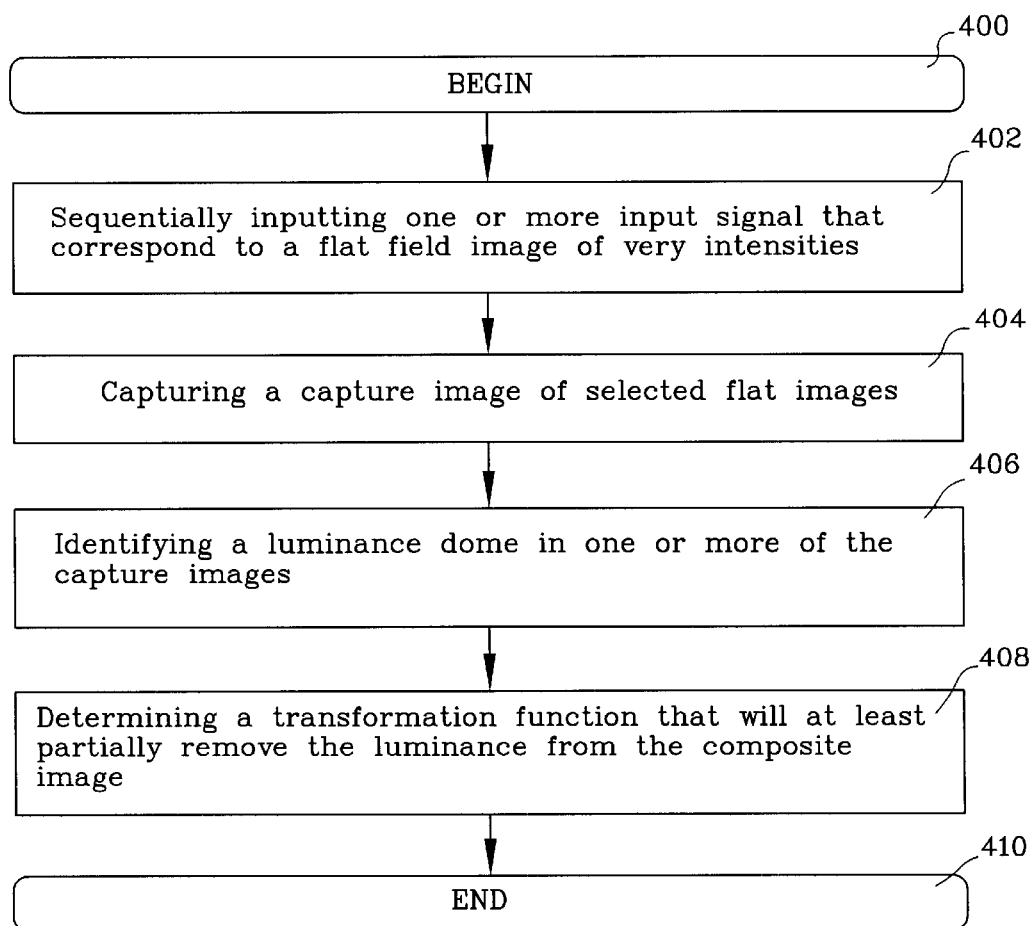 400
BEGIN
402
Sequentially inputting one or more input signal that
correspond to a flat field image of very intensities
404
Capturing a capture image of selected flat images
406
Identifying a luminance dome in one or more of the
capture images
408
Determining a transformation function that will at least
partially remove the luminance from the composite
image
410
END